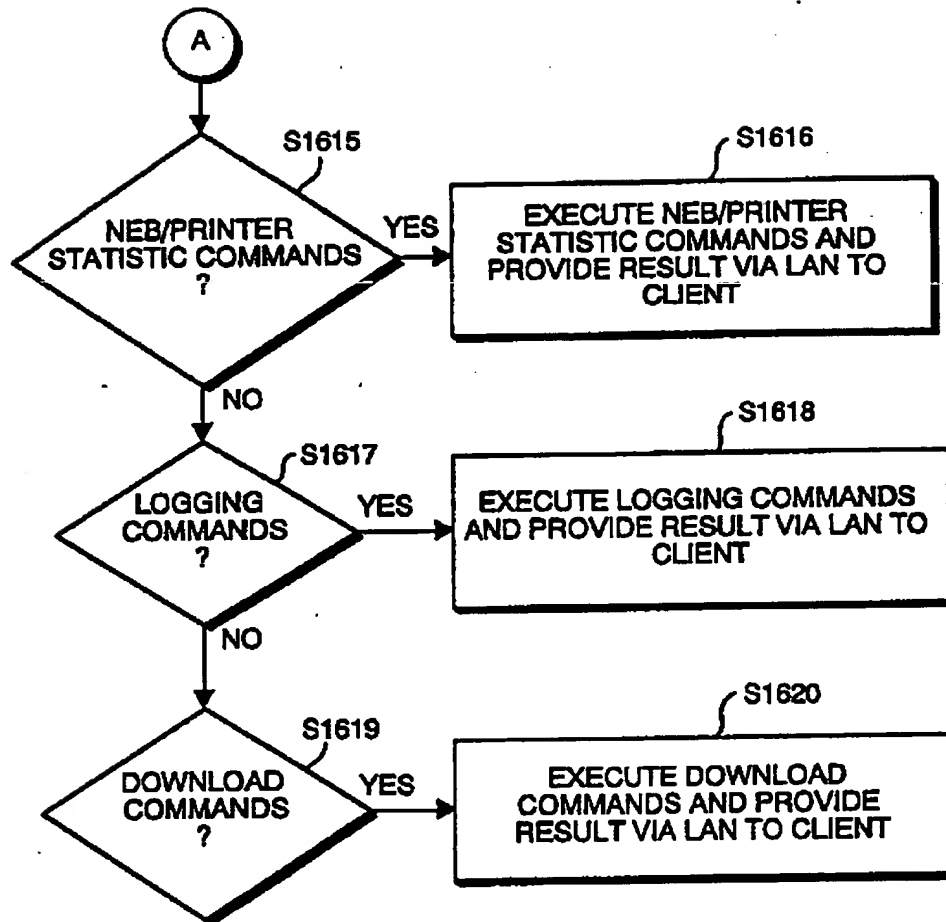 A
S1615
NEB/PRINTER
STATISTIC COMMANDS
?
YES
S1616
EXECUTE NEB/PRINTER
STATISTIC COMMANDS AND
PROVIDE RESULT VIA LAN TO
CLIENT
NO
S1617
LOGGING
COMMANDS
?
YES
S1618
EXECUTE LOGGING COMMANDS
AND PROVIDE RESULT VIA LAN TO
CLIENT
NO
S1619
DOWNLOAD
COMMANDS
?
YES
S1620
EXECUTE DOWNLOAD
COMMANDS AND PROVIDE
RESULT VIA LAN TO CLIENT